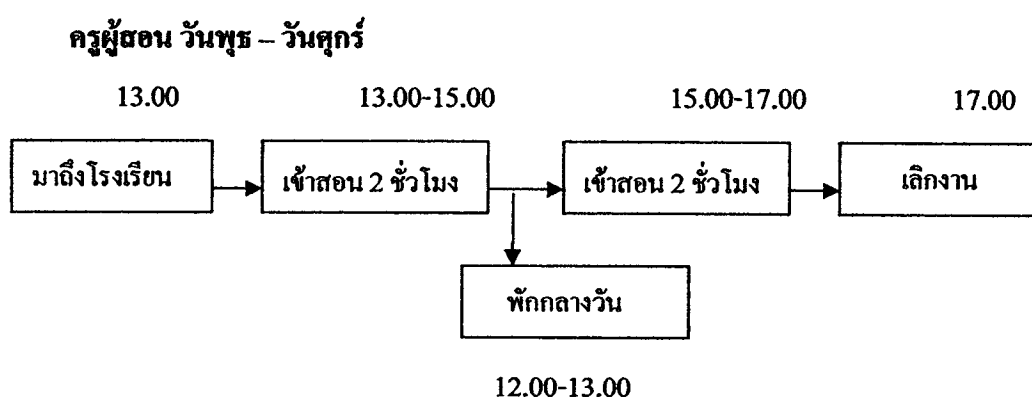 ครูผู้สอน วันพุธ – วันศุกร์
13.00 13.00-15.00 15.00-17.00 17.00
มาถึงโรงเรียน เข้าสอน 2 ชั่วโมง เข้าสอน 2 ชั่วโมง เลิกงาน
พักกลางวัน
12.00-13.00